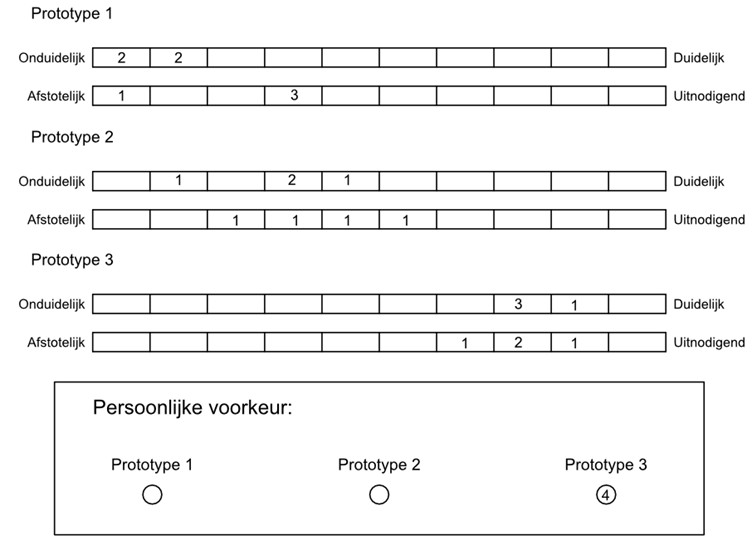 Prototype 1
Onduidelijk 2 2 Duidelijk
Afstotelijk 1 3 Uitnodigend
Prototype 2
Onduidelijk 1 2 1 Duidelijk
Afstotelijk 1 1 1 1 Uitnodigend
Prototype 3
Onduidelijk 3 1 Duidelijk
Afstotelijk 1 2 1 Uitnodigend
Persoonlijke voorkeur:
Prototype 1 Prototype 2 Prototype 3
4